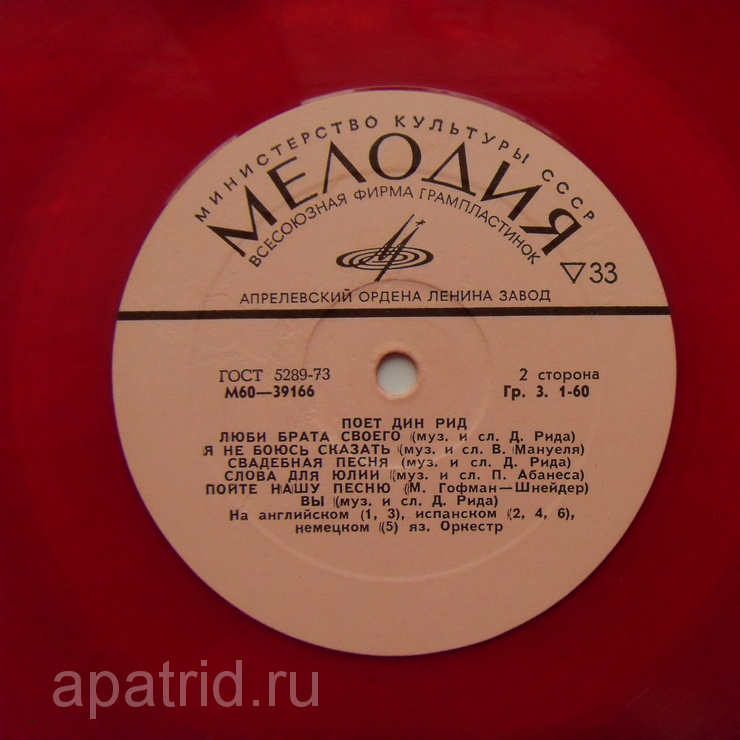 МИНИСТЕРСТВО КУЛЬТУРЫ СССР
МЕЛОДИЯ
ВСЕСОЮЗНАЯ ФИРМА ГРАМПЛАСТИНОК
▽33
АПРЕЛЕВСКИЙ ОРДЕНА ЛЕНИНА ЗАВОД
ГОСТ 5289-73 2 сторона
М60—39166 Гр. 3. 1-60
ПОЕТ ДИН РИД
ЛЮБИ БРАТА СВОЕГО (муз. и сл. Д. Рида)
Я НЕ БОЮСЬ СКАЗАТЬ (муз. и сл. В. Мануеля)
СВАДЕБНАЯ ПЕСНЯ (муз. и сл. Д. Рида)
СЛОВА ДЛЯ ЮЛИИ (муз. и сл. П. Абанеса)
ПОЙТЕ НАШУ ПЕСНЮ (М. Гофман—Шнейдер)
ВЫ (муз. и сл. Д. Рида)
На английском (1, 3), испанском (2, 4, 6),
немецком (5) яз. Оркестр
apatrid.ru